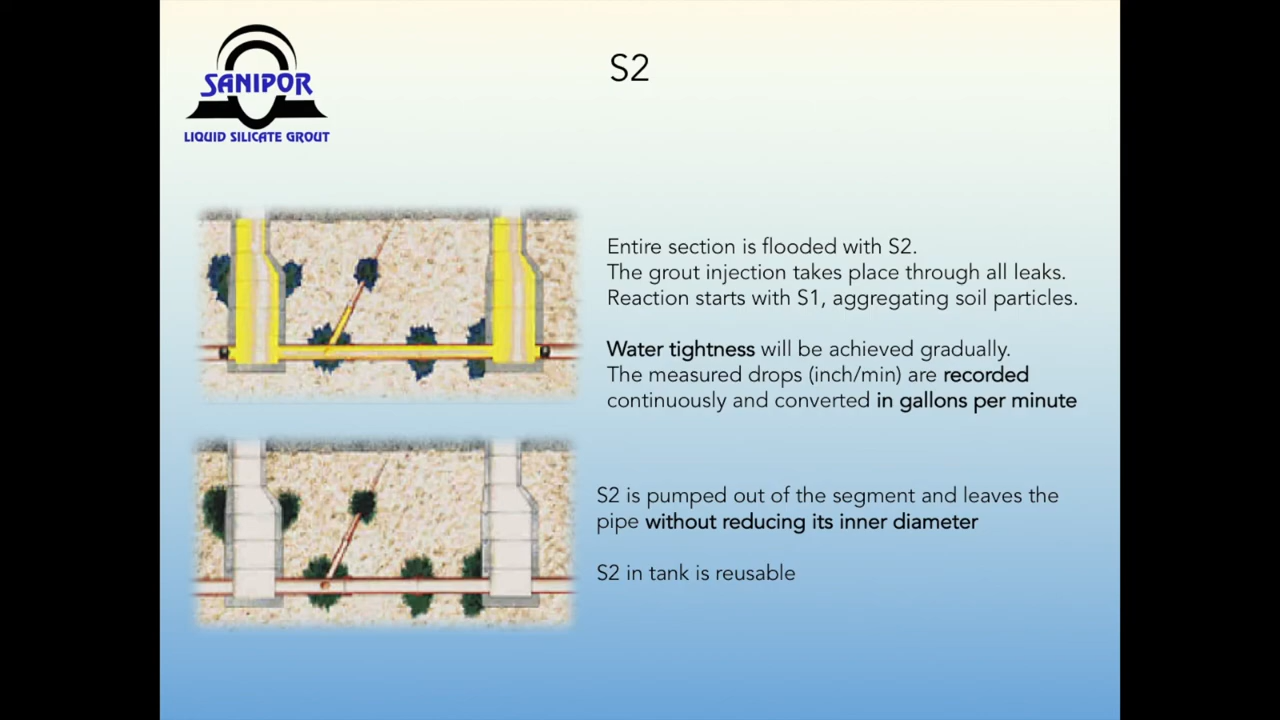 SANIPOR
LIQUID SILICATE GROUT
S2
Entire section is flooded with S2.
The grout injection takes place through all leaks.
Reaction starts with S1, aggregating soil particles.
Water tightness will be achieved gradually.
The measured drops (inch/min) are recorded
continuously and converted in gallons per minute
S2 is pumped out of the segment and leaves the
pipe without reducing its inner diameter
S2 in tank is reusable